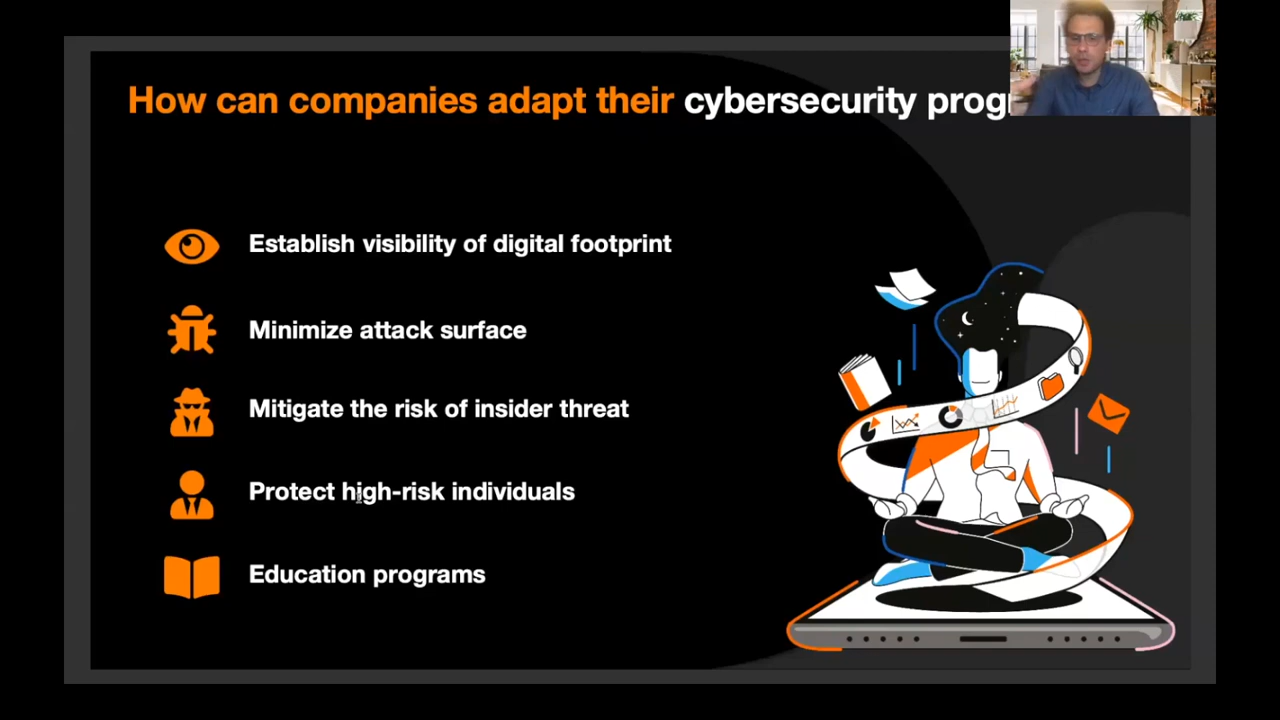 How can companies adapt their cybersecurity
Establish visibility of digital footprint
Minimize attack surface
Mitigate the risk of insider threat
Protect high-risk individuals
Education programs